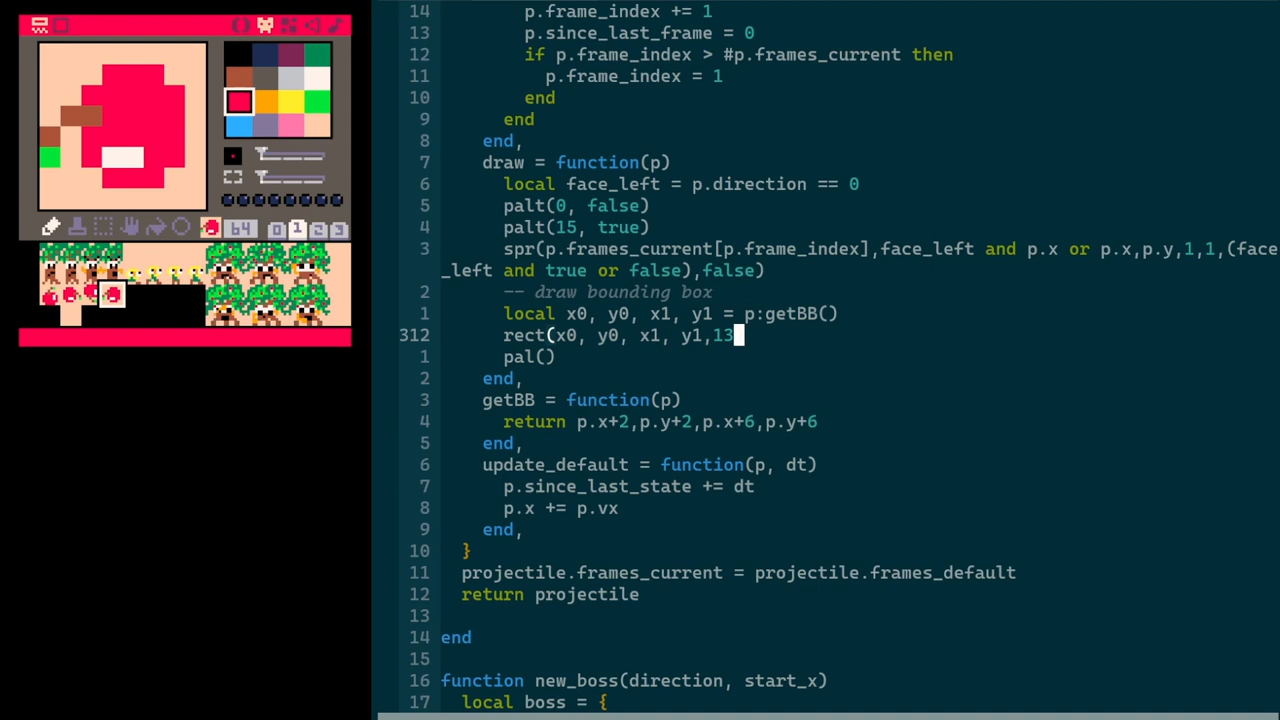 64
0
1
2
3
14 p.frame_index += 1
13 p.since_last_frame = 0
12 if p.frame_index > #p.frames_current then
11 p.frame_index = 1
10 end
9 end
8 end,
7 draw = function(p)
6 local face_left = p.direction == 0
5 palt(0, false)
4 palt(15, true)
3 spr(p.frames_current[p.frame_index],face_left and p.x or p.x,p.y,1,1,(face
_left and true or false),false)
2 -- draw bounding box
1 local x0, y0, x1, y1 = p:getBB()
312 rect(x0, y0, x1, y1,13
1 pal()
2 end,
3 getBB = function(p)
4 return p.x+2,p.y+2,p.x+6,p.y+6
5 end,
6 update_default = function(p, dt)
7 p.since_last_state += dt
8 p.x += p.vx
9 end,
10 }
11 projectile.frames_current = projectile.frames_default
12 return projectile
13
14 end
15
16 function new_boss(direction, start_x)
17 local boss = {